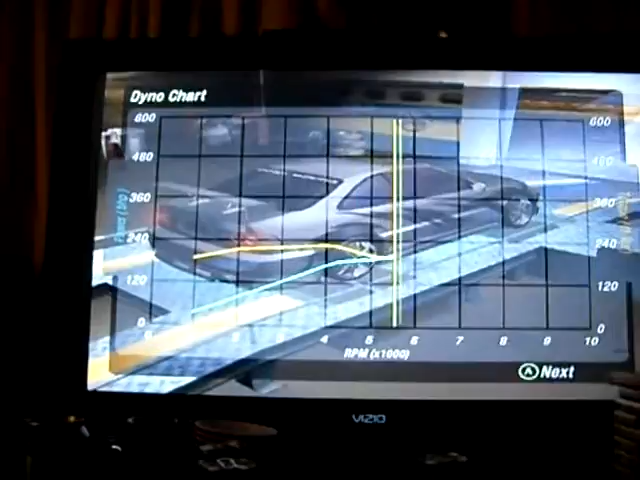 Dyno Chart
600 600
480 480
360 360
240 240
120 120
0 0
4 5 6 7 8 9 10
RPM (x1000)
A Next
VIZIO